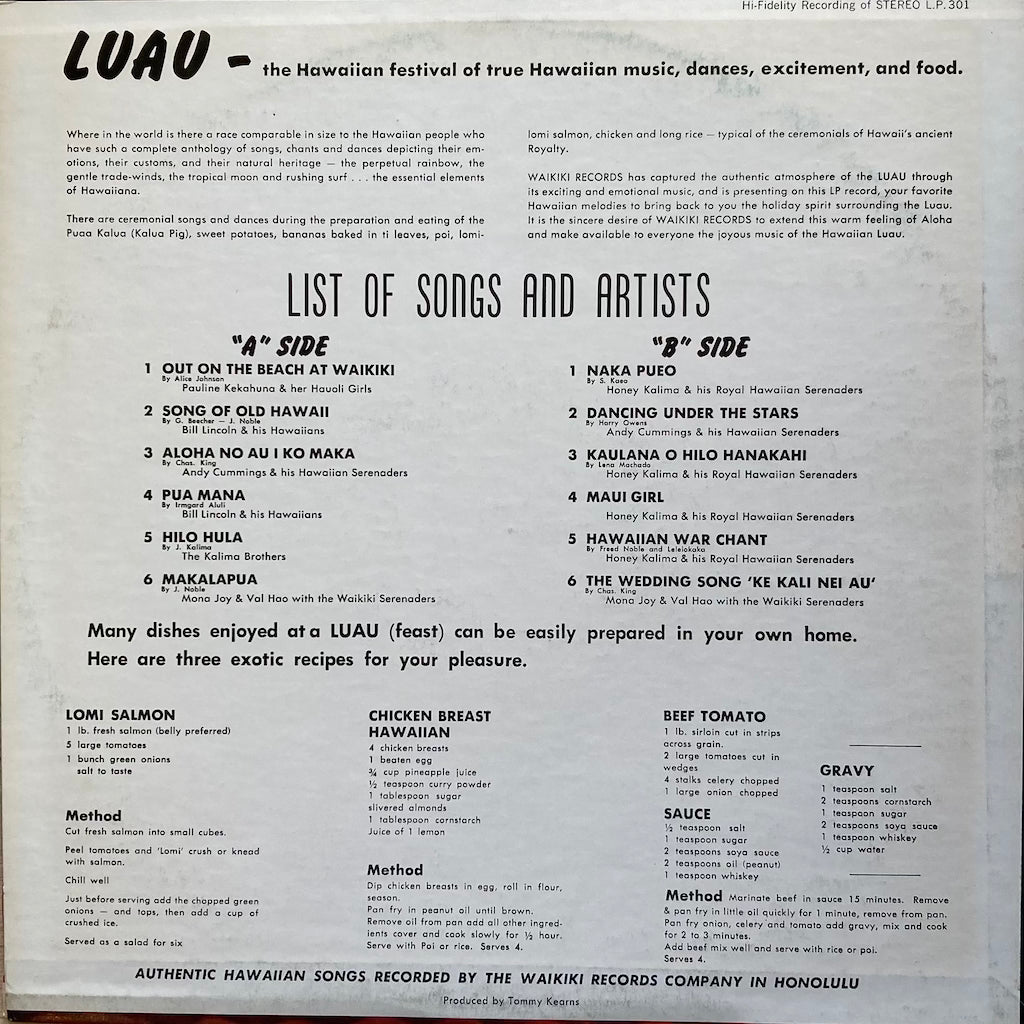 Hi-Fidelity Recording of STEREO L.P. 301
LUAU - the Hawaiian festival of true Hawaiian music, dances, excitement, and food.
Where in the world is there a race comparable in size to the Hawaiian people who
have such a complete anthology of songs, chants and dances depicting their em-
otions, their customs, and their natural heritage — the perpetual rainbow, the
gentle trade-winds, the tropical moon and rushing surf . . . the essential elements
of Hawaiiana.
There are ceremonial songs and dances during the preparation and eating of the
Puaa Kalua (Kalua Pig), sweet potatoes, bananas baked in ti leaves, poi, lomi-
lomi salmon, chicken and long rice — typical of the ceremonials of Hawaii's ancient
Royalty.
WAIKIKI RECORDS has captured the authentic atmosphere of the LUAU through
its exciting and emotional music, and is presenting on this LP record, your favorite
Hawaiian melodies to bring back to you the holiday spirit surrounding the Luau.
It is the sincere desire of WAIKIKI RECORDS to extend this warm feeling of Aloha
and make available to everyone the joyous music of the Hawaiian Luau.
LIST OF SONGS AND ARTISTS
"A" SIDE
1 OUT ON THE BEACH AT WAIKIKI
By Alice Johnson
Pauline Kekahuna & her Hauoli Girls
2 SONG OF OLD HAWAII
By G. Beecher — J. Noble
Bill Lincoln & his Hawaiians
3 ALOHA NO AU I KO MAKA
By Chas. King
Andy Cummings & his Hawaiian Serenaders
4 PUA MANA
By Irmgard Aluli
Bill Lincoln & his Hawaiians
5 HILO HULA
By J. Kalima
The Kalima Brothers
6 MAKALAPUA
By J. Noble
Mona Joy & Val Hao with the Waikiki Serenaders
"B" SIDE
1 NAKA PUEO
By S. Kaeo
Honey Kalima & his Royal Hawaiian Serenaders
2 DANCING UNDER THE STARS
By Harry Owens
Andy Cummings & his Hawaiian Serenaders
3 KAULANA O HILO HANAKAHI
By Lena Machado
Honey Kalima & his Royal Hawaiian Serenaders
4 MAUI GIRL
Honey Kalima & his Royal Hawaiian Serenaders
5 HAWAIIAN WAR CHANT
By Freed Noble and Leleiokaka
Honey Kalima & his Royal Hawaiian Serenaders
6 THE WEDDING SONG 'KE KALI NEI AU'
By Chas. King
Mona Joy & Val Hao with the Waikiki Serenaders
Many dishes enjoyed at a LUAU (feast) can be easily prepared in your own home.
Here are three exotic recipes for your pleasure.
LOMI SALMON
1 lb. fresh salmon (belly preferred)
5 large tomatoes
1 bunch green onions
salt to taste
Method
Cut fresh salmon into small cubes.
Peel tomatoes and 'Lomi' crush or knead
with salmon.
Chill well
Just before serving add the chopped green
onions — and tops, then add a cup of
crushed ice.
Served as a salad for six
CHICKEN BREAST
HAWAIIAN
4 chicken breasts
1 beaten egg
¾ cup pineapple juice
½ teaspoon curry powder
1 tablespoon sugar
slivered almonds
1 tablespoon cornstarch
Juice of 1 lemon
Method
Dip chicken breasts in egg, roll in flour,
season.
Pan fry in peanut oil until brown.
Remove oil from pan add all other ingred-
ients cover and cook slowly for ½ hour.
Serve with Poi or rice. Serves 4.
BEEF TOMATO
1 lb. sirloin cut in strips
across grain.
2 large tomatoes cut in
wedges
4 stalks celery chopped
1 large onion chopped
SAUCE
½ teaspoon salt
1 teaspoon sugar
2 teaspoons soya sauce
2 teaspoons oil (peanut)
1 teaspoon whiskey
GRAVY
1 teaspoon salt
2 teaspoons cornstarch
1 teaspoon sugar
2 teaspoons soya sauce
1 teaspoon whiskey
½ cup water
Method Marinate beef in sauce 15 minutes. Remove
& pan fry in little oil quickly for 1 minute, remove from pan.
Pan fry onion, celery and tomato add gravy, mix and cook
for 2 to 3 minutes.
Add beef mix well and serve with rice or poi.
Serves 4.
AUTHENTIC HAWAIIAN SONGS RECORDED BY THE WAIKIKI RECORDS COMPANY IN HONOLULU
Produced by Tommy Kearns